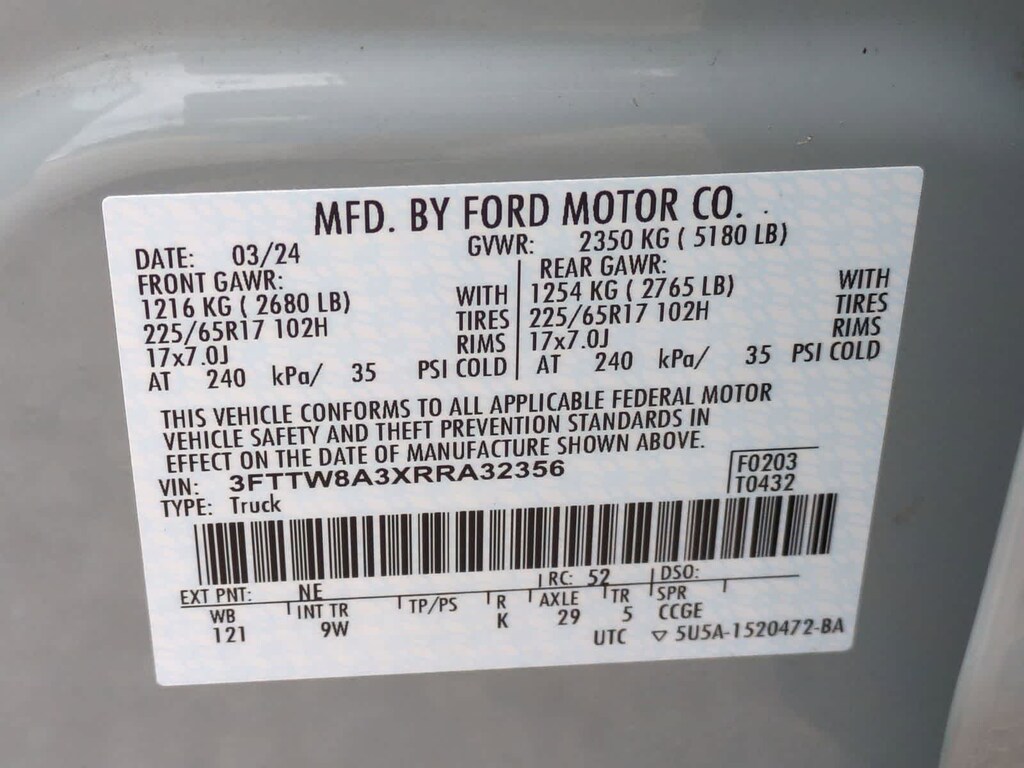 MFD. BY FORD MOTOR CO.
DATE: 03/24 GVWR: 2350 KG ( 5180 LB)
FRONT GAWR: REAR GAWR:
1216 KG ( 2680 LB) WITH 1254 KG ( 2765 LB) WITH
225/65R17 102H TIRES 225/65R17 102H TIRES
17x7.0J RIMS 17x7.0J RIMS
AT 240 kPa/ 35 PSI COLD AT 240 kPa/ 35 PSI COLD
THIS VEHICLE CONFORMS TO ALL APPLICABLE FEDERAL MOTOR
VEHICLE SAFETY AND THEFT PREVENTION STANDARDS IN
EFFECT ON THE DATE OF MANUFACTURE SHOWN ABOVE.
VIN: 3FTTW8A3XRRA32356 F0203
TYPE: Truck T0432
EXT PNT: NE RC: 52 DSO:
WB INT TR TP/PS R AXLE TR SPR
121 9W K 29 5 CCGE
UTC ▽ 5U5A-1520472-BA